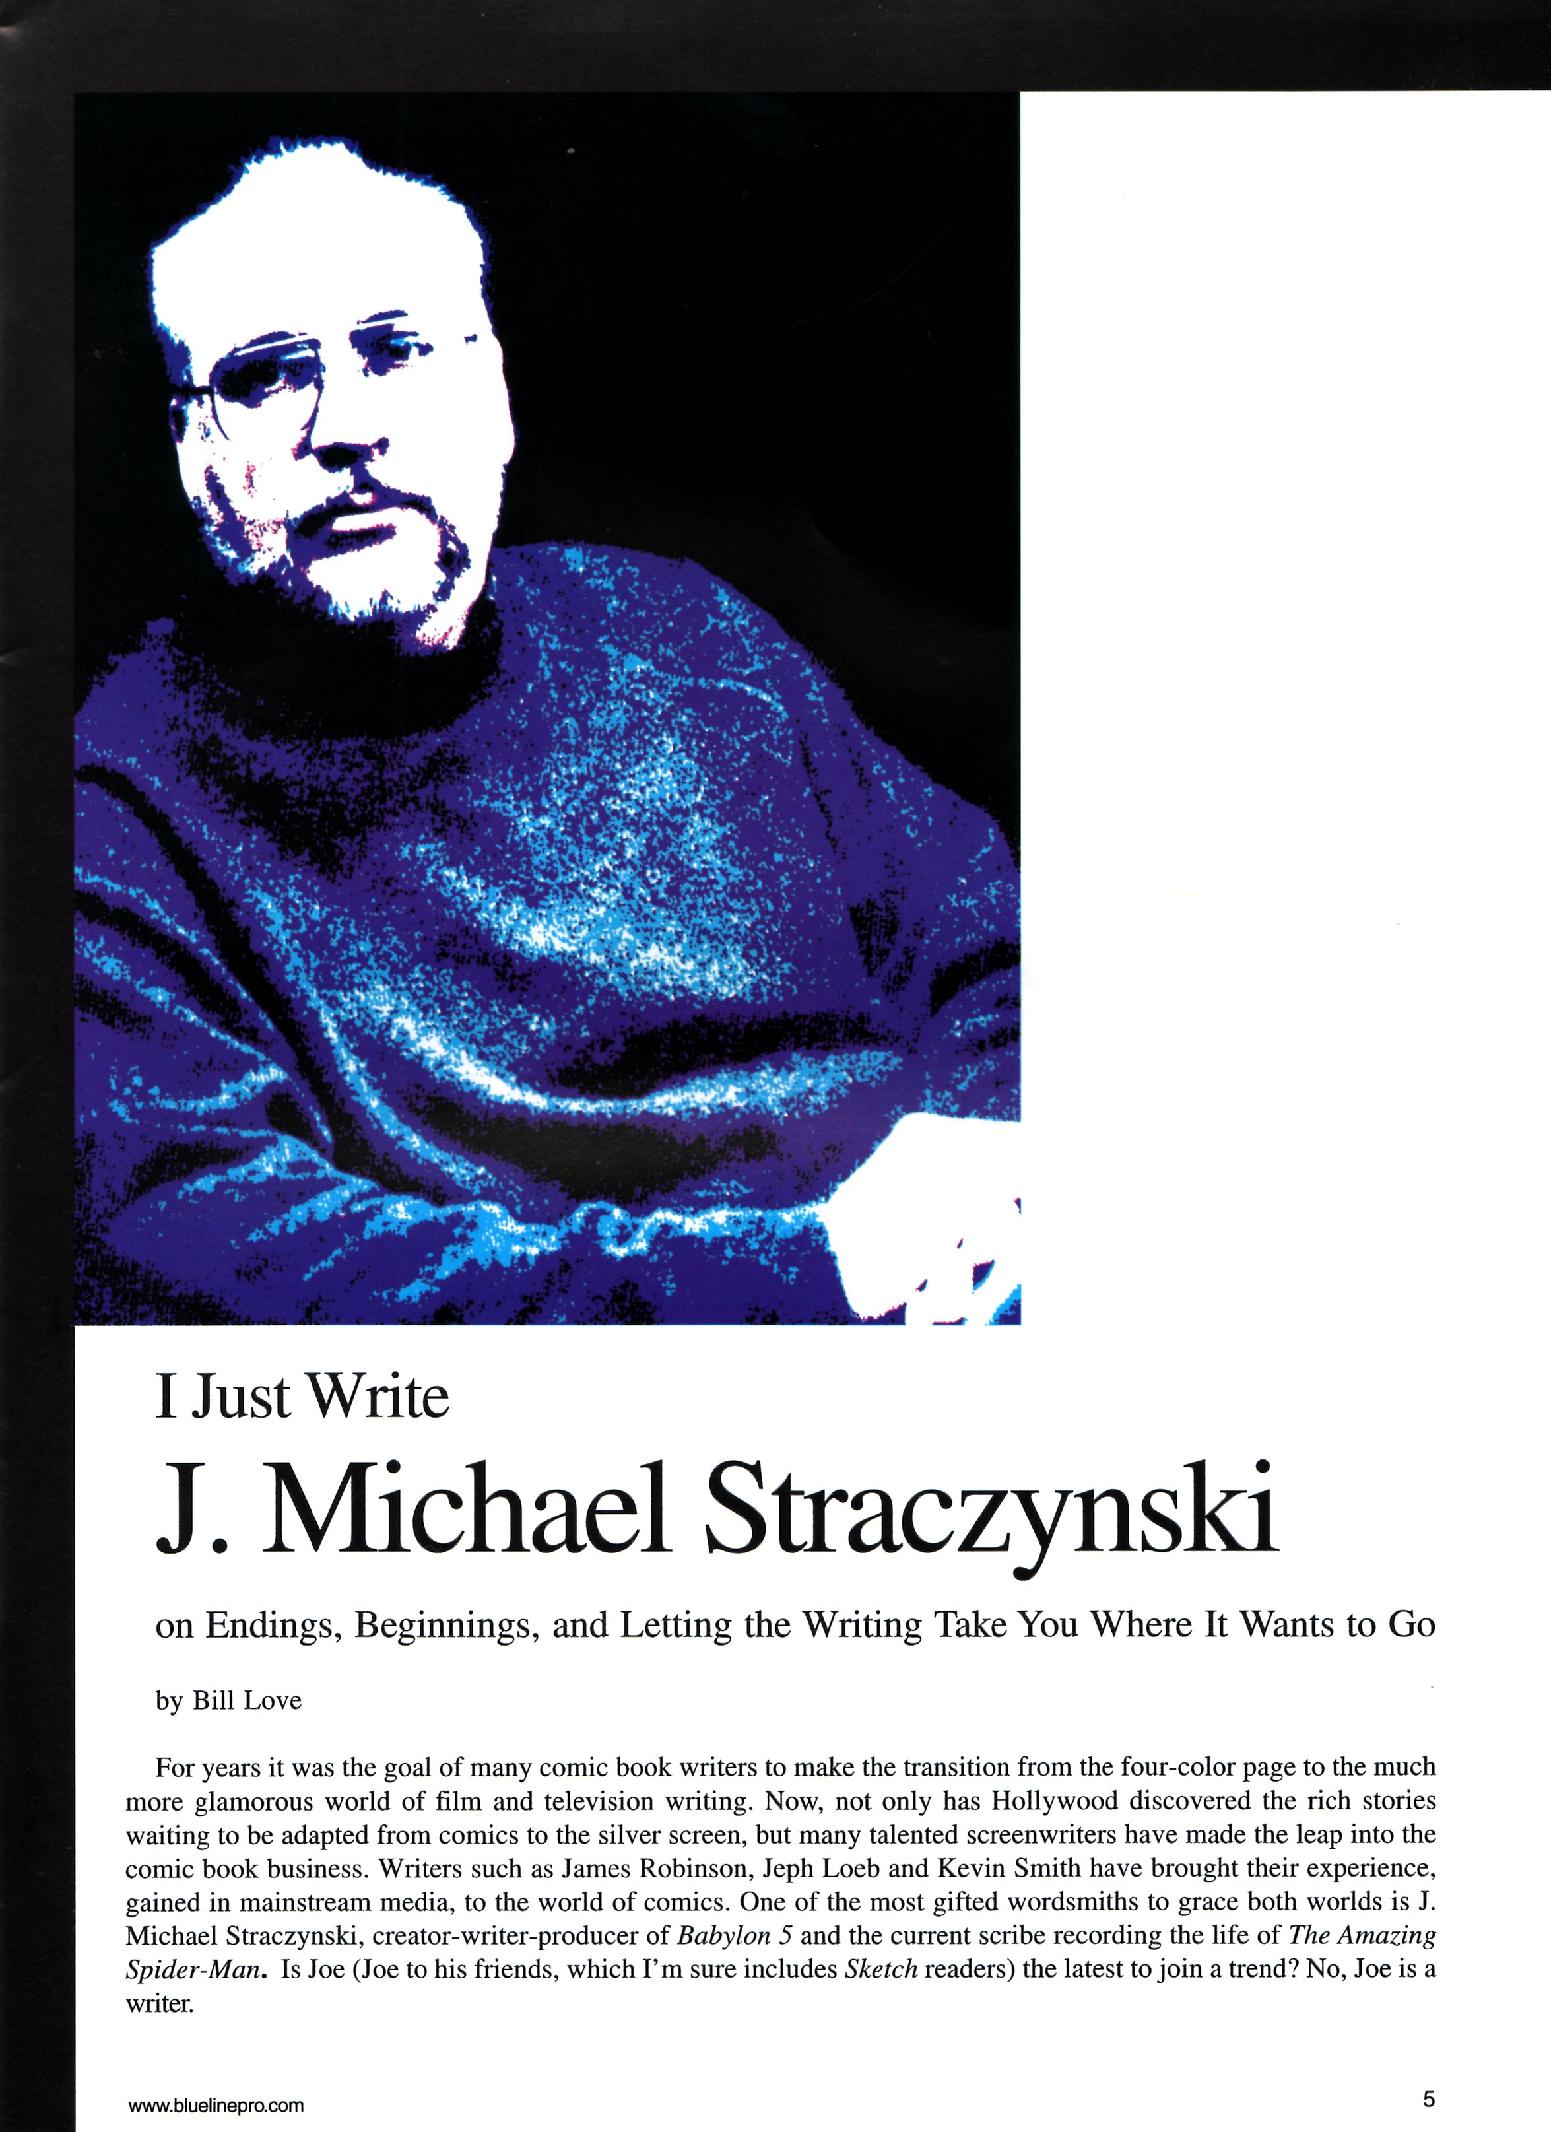 I Just Write
J. Michael Straczynski
on Endings, Beginnings, and Letting the Writing Take You Where It Wants to Go
by Bill Love
For years it was the goal of many comic book writers to make the transition from the four-color page to the much
more glamorous world of film and television writing. Now, not only has Hollywood discovered the rich stories
waiting to be adapted from comics to the silver screen, but many talented screenwriters have made the leap into the
comic book business. Writers such as James Robinson, Jeph Loeb and Kevin Smith have brought their experience,
gained in mainstream media, to the world of comics. One of the most gifted wordsmiths to grace both worlds is J.
Michael Straczynski, creator-writer-producer of Babylon 5 and the current scribe recording the life of The Amazing
Spider-Man. Is Joe (Joe to his friends, which I'm sure includes Sketch readers) the latest to join a trend? No, Joe is a
writer.
www.bluelinepro.com
5